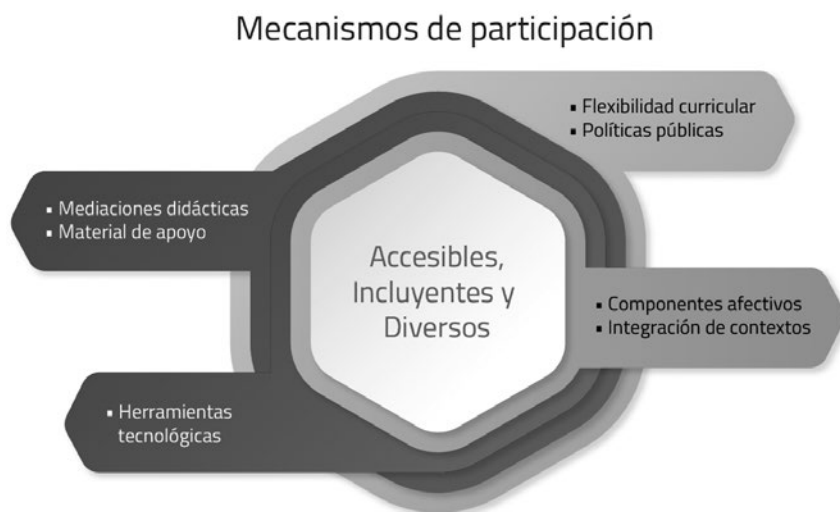 Mecanismos de participación
▪ Flexibilidad curricular
▪ Políticas públicas
▪ Mediaciones didácticas
▪ Material de apoyo
Accesibles,
Incluyentes y
Diversos
▪ Componentes afectivos
▪ Integración de contextos
▪ Herramientas
tecnológicas